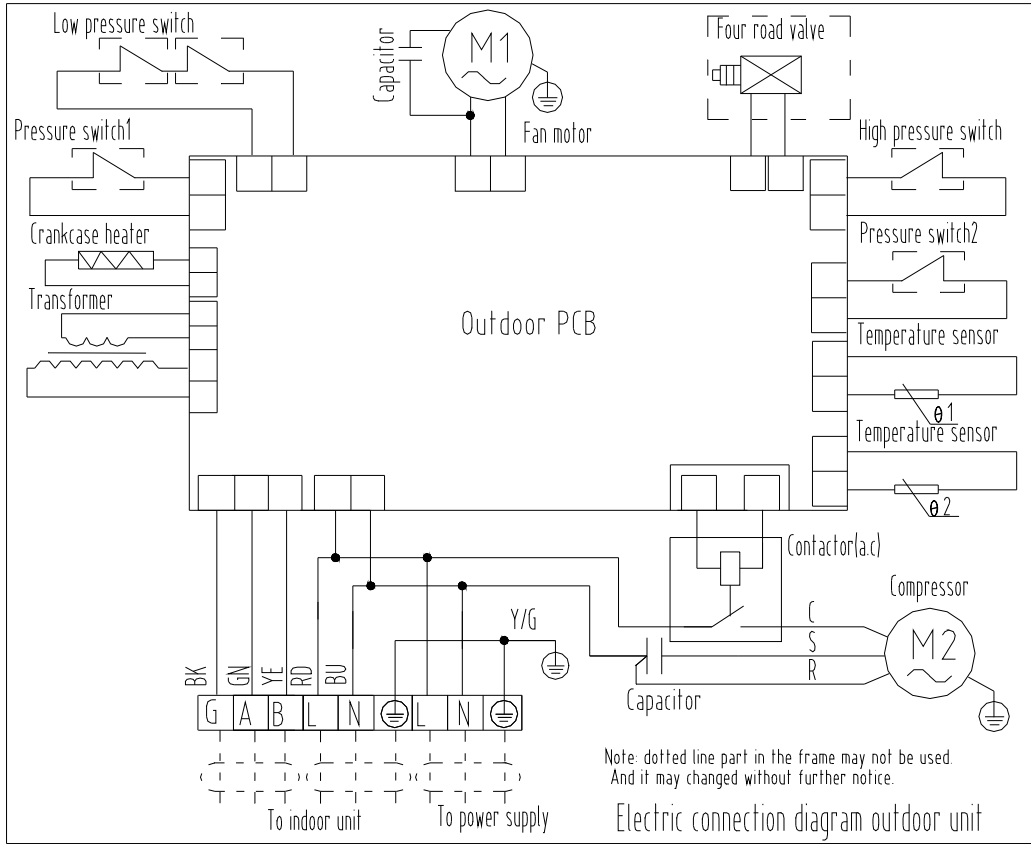 Low pressure switch
Capacitor
M1
Fan motor
Four road valve
Pressure switch1
High pressure switch
Crankcase heater
Pressure switch2
Transformer
Outdoor PCB
Temperature sensor
θ1
Temperature sensor
θ2
Contactor(a.c)
Compressor
Y/G
C
S
R
M2
BK
GN
YE
RD
BU
Capacitor
G A B L N L N
To indoor unit
To power supply
Note: dotted line part in the frame may not be used.
And it may changed without further notice.
Electric connection diagram outdoor unit